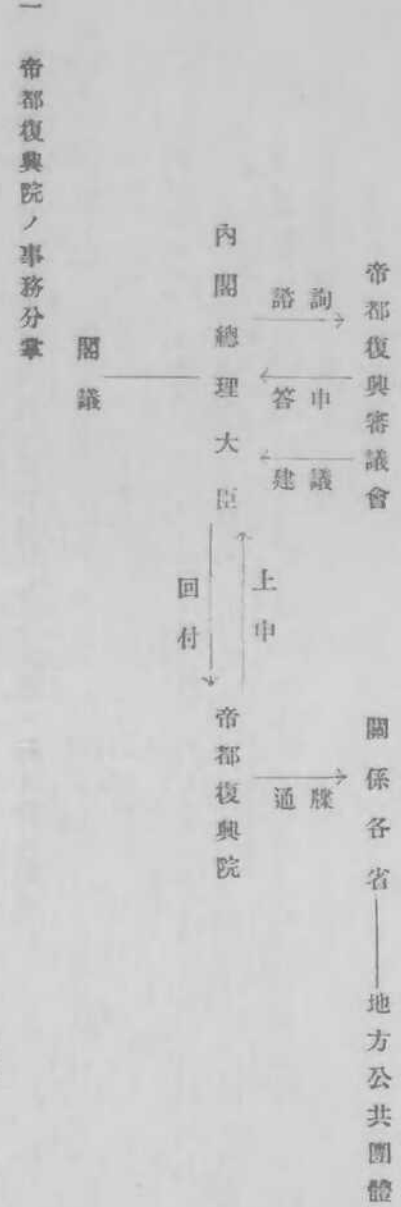 帝都復興審議會
關係各省
地方公共團體
諮詢
答申
建議
通牒
內閣總理大臣
上申
回付
帝都復興院
閣議
一 帝都復興院ノ事務分掌